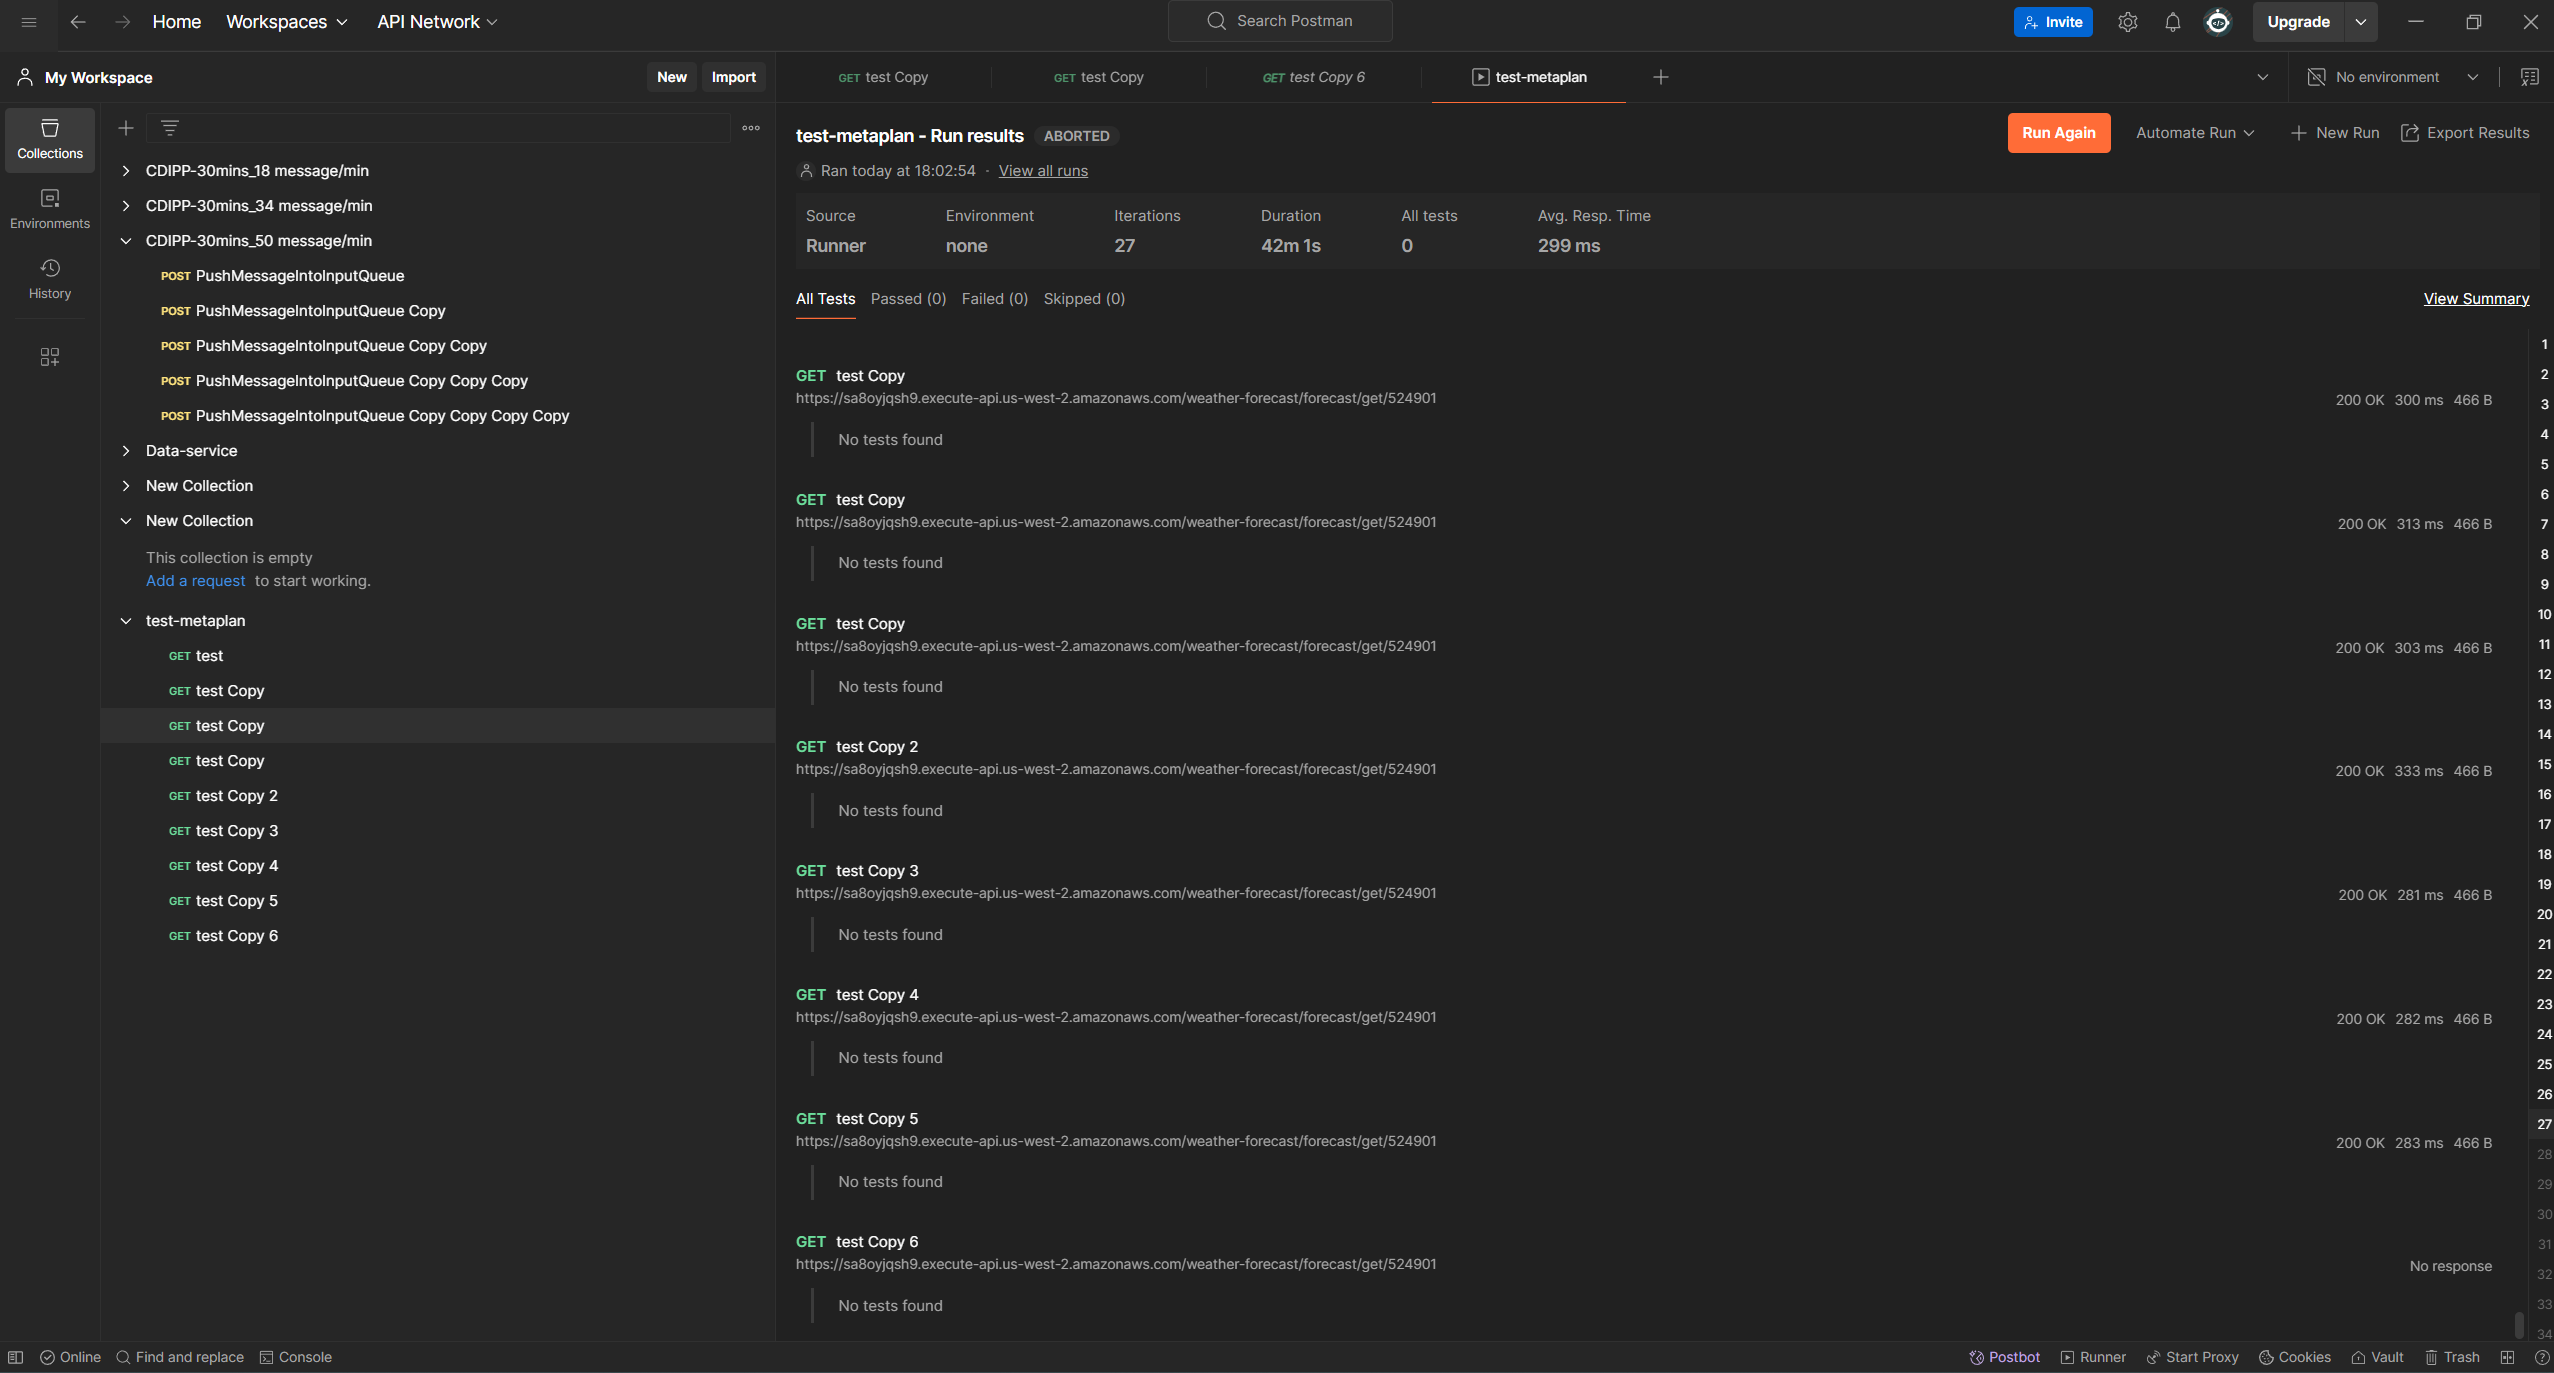 Home Workspaces API Network Search Postman Invite Upgrade
My Workspace New Import
GET test Copy GET test Copy GET test Copy 6 test-metaplan No environment
Collections
Environments
History
CDIPP-30mins_18 message/min
CDIPP-30mins_34 message/min
CDIPP-30mins_50 message/min
POST PushMessageIntoInputQueue
POST PushMessageIntoInputQueue Copy
POST PushMessageIntoInputQueue Copy Copy
POST PushMessageIntoInputQueue Copy Copy Copy
POST PushMessageIntoInputQueue Copy Copy Copy Copy
Data-service
New Collection
New Collection
This collection is empty
Add a request to start working.
test-metaplan
GET test
GET test Copy
GET test Copy
GET test Copy
GET test Copy 2
GET test Copy 3
GET test Copy 4
GET test Copy 5
GET test Copy 6
test-metaplan - Run results ABORTED Run Again Automate Run New Run Export Results
Ran today at 18:02:54 · View all runs
Source Environment Iterations Duration All tests Avg. Resp. Time
Runner none 27 42m 1s 0 299 ms
All Tests Passed (0) Failed (0) Skipped (0) View Summary
GET test Copy
https://sa8oyjqsh9.execute-api.us-west-2.amazonaws.com/weather-forecast/forecast/get/524901 200 OK 300 ms 466 B
No tests found
GET test Copy
https://sa8oyjqsh9.execute-api.us-west-2.amazonaws.com/weather-forecast/forecast/get/524901 200 OK 313 ms 466 B
No tests found
GET test Copy
https://sa8oyjqsh9.execute-api.us-west-2.amazonaws.com/weather-forecast/forecast/get/524901 200 OK 303 ms 466 B
No tests found
GET test Copy 2
https://sa8oyjqsh9.execute-api.us-west-2.amazonaws.com/weather-forecast/forecast/get/524901 200 OK 333 ms 466 B
No tests found
GET test Copy 3
https://sa8oyjqsh9.execute-api.us-west-2.amazonaws.com/weather-forecast/forecast/get/524901 200 OK 281 ms 466 B
No tests found
GET test Copy 4
https://sa8oyjqsh9.execute-api.us-west-2.amazonaws.com/weather-forecast/forecast/get/524901 200 OK 282 ms 466 B
No tests found
GET test Copy 5
https://sa8oyjqsh9.execute-api.us-west-2.amazonaws.com/weather-forecast/forecast/get/524901 200 OK 283 ms 466 B
No tests found
GET test Copy 6
https://sa8oyjqsh9.execute-api.us-west-2.amazonaws.com/weather-forecast/forecast/get/524901 No response
No tests found
1
2
3
4
5
6
7
8
9
10
11
12
13
14
15
16
17
18
19
20
21
22
23
24
25
26
27
28
29
30
31
32
33
34
Online Find and replace Console Postbot Runner Start Proxy Cookies Vault Trash